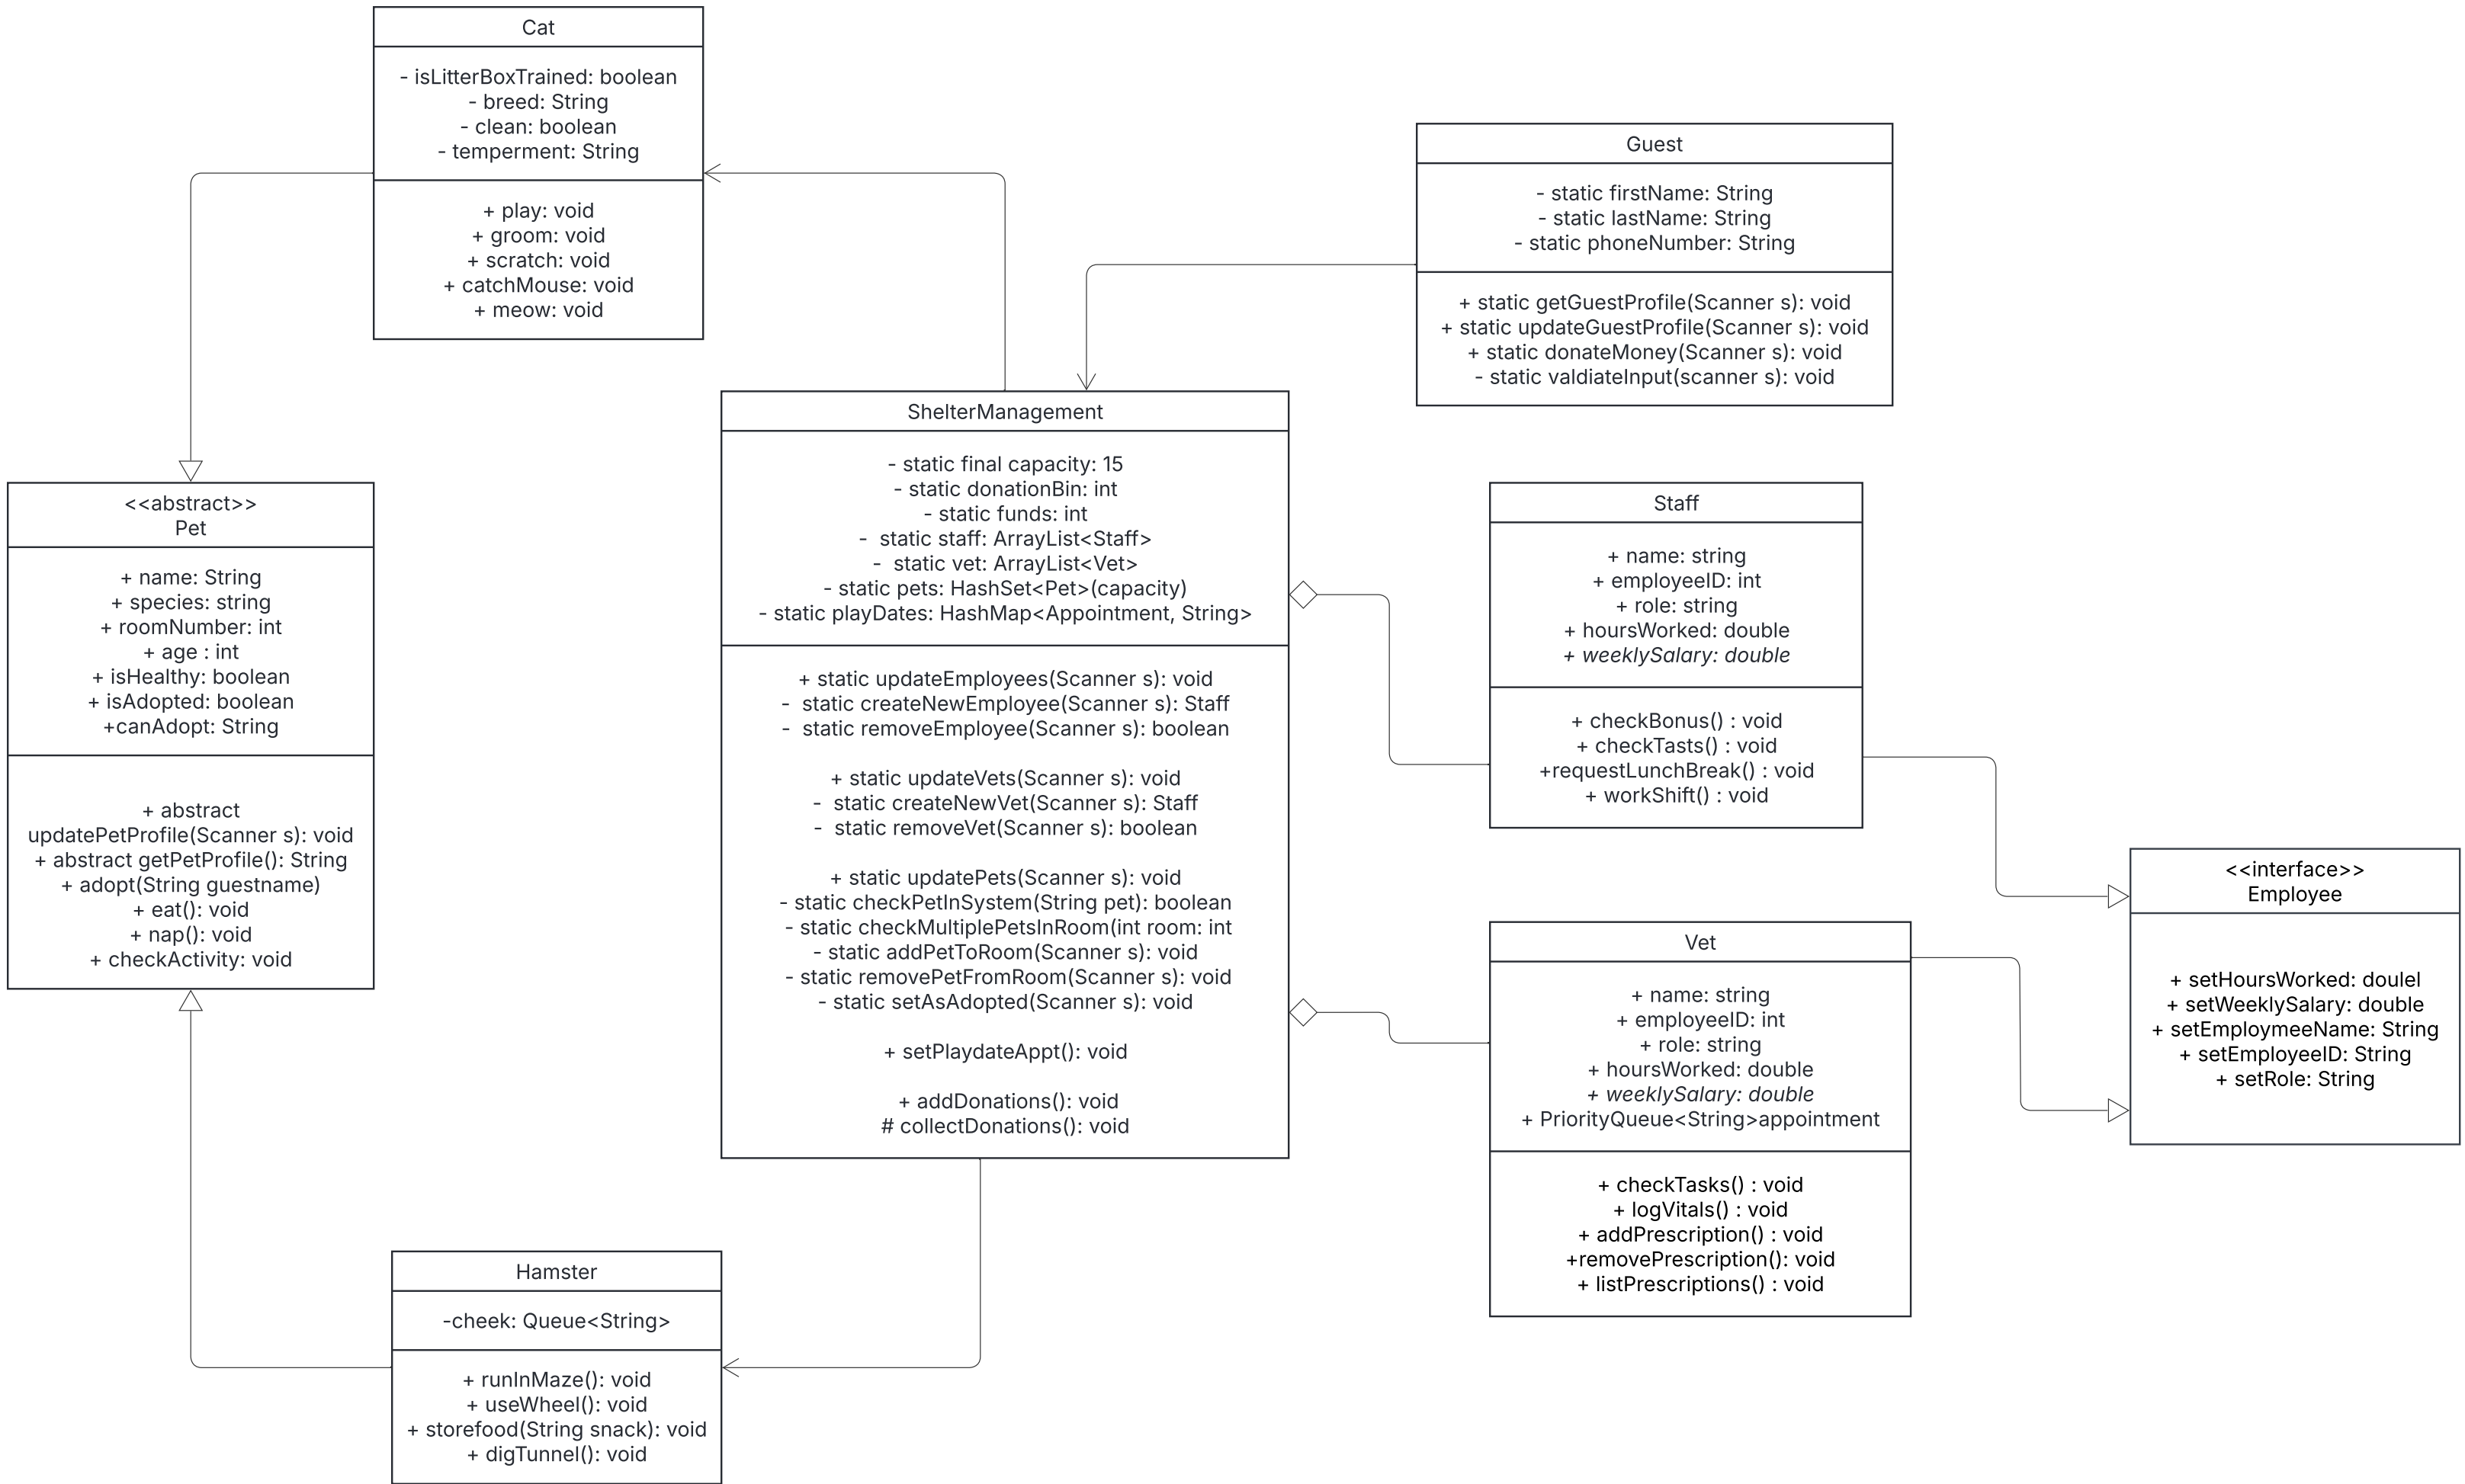 Cat
- isLitterBoxTrained: boolean
- breed: String
- clean: boolean
- temperment: String
+ play: void
+ groom: void
+ scratch: void
+ catchMouse: void
+ meow: void
Guest
- static firstName: String
- static lastName: String
- static phoneNumber: String
+ static getGuestProfile(Scanner s): void
+ static updateGuestProfile(Scanner s): void
+ static donateMoney(Scanner s): void
- static valdiateInput(scanner s): void
<<abstract>>
Pet
+ name: String
+ species: string
+ roomNumber: int
+ age : int
+ isHealthy: boolean
+ isAdopted: boolean
+canAdopt: String
+ abstract
updatePetProfile(Scanner s): void
+ abstract getPetProfile(): String
+ adopt(String guestname)
+ eat(): void
+ nap(): void
+ checkActivity: void
ShelterManagement
- static final capacity: 15
- static donationBin: int
- static funds: int
-  static staff: ArrayList<Staff>
-  static vet: ArrayList<Vet>
- static pets: HashSet<Pet>(capacity)
- static playDates: HashMap<Appointment, String>
+ static updateEmployees(Scanner s): void
-  static createNewEmployee(Scanner s): Staff
-  static removeEmployee(Scanner s): boolean
+ static updateVets(Scanner s): void
-  static createNewVet(Scanner s): Staff
-  static removeVet(Scanner s): boolean
+ static updatePets(Scanner s): void
- static checkPetInSystem(String pet): boolean
- static checkMultiplePetsInRoom(int room: int
- static addPetToRoom(Scanner s): void
- static removePetFromRoom(Scanner s): void
- static setAsAdopted(Scanner s): void
+ setPlaydateAppt(): void
+ addDonations(): void
# collectDonations(): void
Staff
+ name: string
+ employeeID: int
+ role: string
+ hoursWorked: double
+ weeklySalary: double
+ checkBonus() : void
+ checkTasts() : void
+requestLunchBreak() : void
+ workShift() : void
Vet
+ name: string
+ employeeID: int
+ role: string
+ hoursWorked: double
+ weeklySalary: double
+ PriorityQueue<String>appointment
+ checkTasks() : void
+ logVitals() : void
+ addPrescription() : void
+removePrescription(): void
+ listPrescriptions() : void
<<interface>>
Employee
+ setHoursWorked: doulel
+ setWeeklySalary: double
+ setEmploymeeName: String
+ setEmployeeID: String
+ setRole: String
Hamster
-cheek: Queue<String>
+ runInMaze(): void
+ useWheel(): void
+ storefood(String snack): void
+ digTunnel(): void